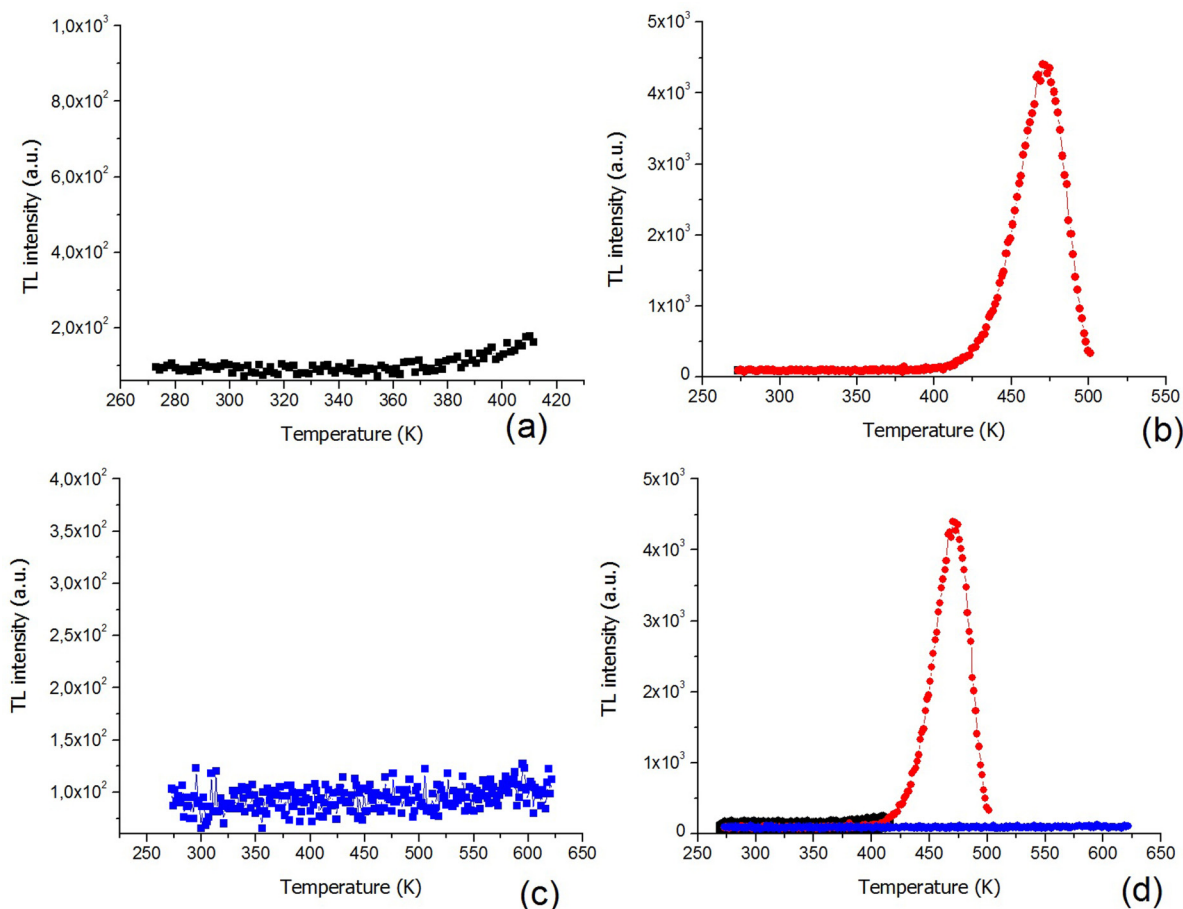 1,0x10³
8,0x10²
6,0x10²
4,0x10²
2,0x10²
260 280 300 320 340 360 380 400 420
TL intensity (a.u.)
Temperature (K)
(a)
5x10³
4x10³
3x10³
2x10³
1x10³
0
250 300 350 400 450 500 550
TL intensity (a.u.)
Temperature (K)
(b)
4,0x10²
3,5x10²
3,0x10²
2,5x10²
2,0x10²
1,5x10²
1,0x10²
250 300 350 400 450 500 550 600 650
TL intensity (a.u.)
Temperature (K)
(c)
5x10³
4x10³
3x10³
2x10³
1x10³
0
250 300 350 400 450 500 550 600 650
TL intensity (a.u.)
Temperature (K)
(d)